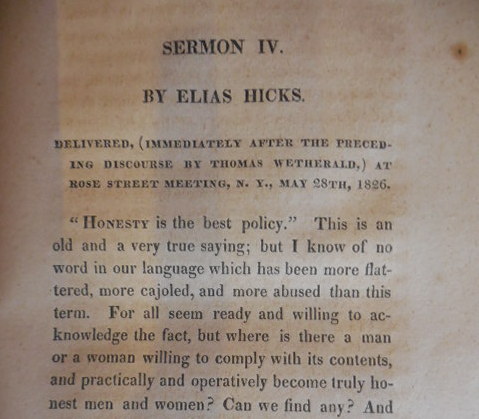 SERMON IV.
BY ELIAS HICKS.
DELIVERED, (IMMEDIATELY AFTER THE PRECED-
ING DISCOURSE BY THOMAS WETHERALD,) AT
ROSE STREET MEETING, N. Y., MAY 28TH, 1826.
"HONESTY is the best policy." This is an
old and a very true saying; but I know of no
word in our language which has been more flat-
tered, more cajoled, and more abused than this
term. For all seem ready and willing to ac-
knowledge the fact, but where is there a man
or a woman willing to comply with its contents,
and practically and operatively become truly ho-
nest men and women? Can we find any? And